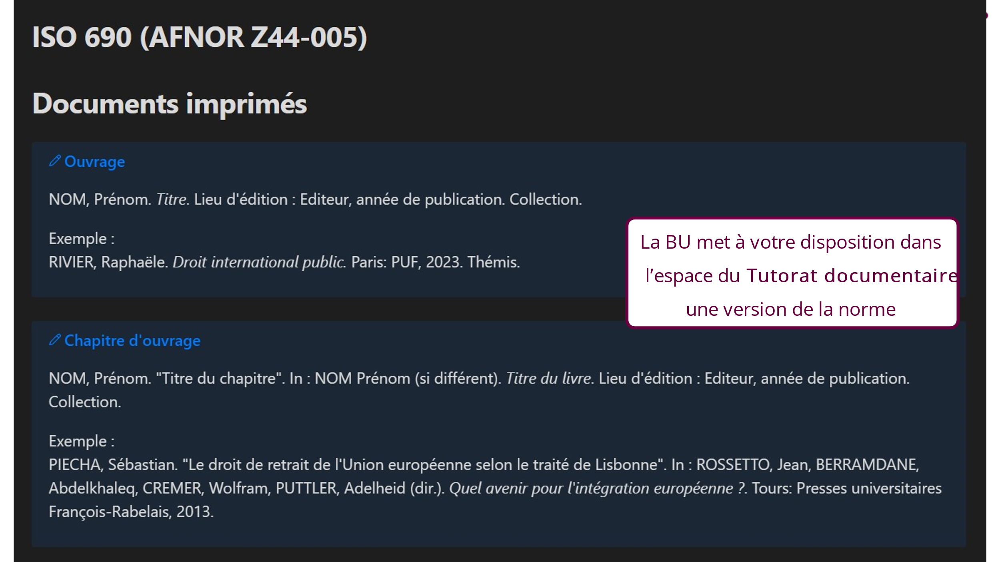 ISO 690 (AFNOR Z44-005)
Documents imprimés
Ouvrage
NOM, Prénom. Titre. Lieu d'édition : Editeur, année de publication. Collection.
Exemple :
RIVIER, Raphaële. Droit international public. Paris: PUF, 2023. Thémis.
La BU met à votre disposition dans
l’espace du Tutorat documentaire
une version de la norme
Chapitre d'ouvrage
NOM, Prénom. "Titre du chapitre". In : NOM Prénom (si différent). Titre du livre. Lieu d'édition : Editeur, année de publication.
Collection.
Exemple :
PIECHA, Sébastian. "Le droit de retrait de l'Union européenne selon le traité de Lisbonne". In : ROSSETTO, Jean, BERRAMDANE,
Abdelkhaleq, CREMER, Wolfram, PUTTLER, Adelheid (dir.). Quel avenir pour l'intégration européenne ?. Tours: Presses universitaires
François-Rabelais, 2013.